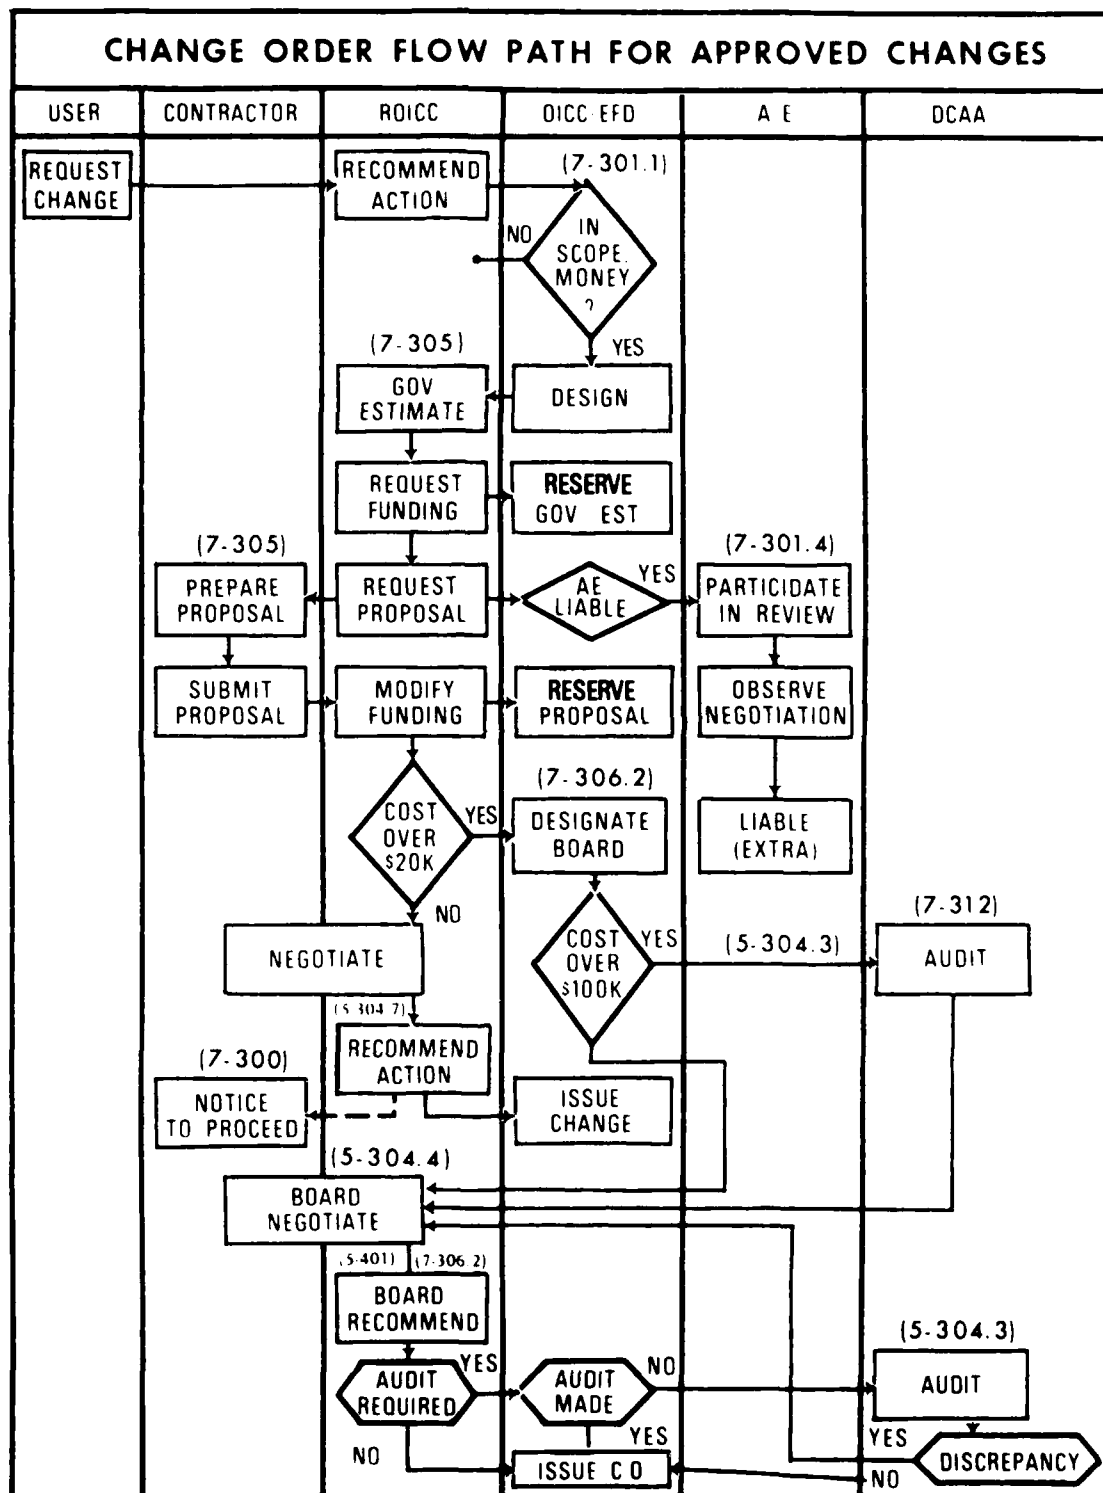 CHANGE ORDER FLOW PATH FOR APPROVED CHANGES
USER
CONTRACTOR
ROICC
OICC-EFD
A E
DCAA
REQUEST
CHANGE
RECOMMEND
ACTION
(7-301.1)
IN
SCOPE.
MONEY
?
NO
YES
(7-305)
GOV
ESTIMATE
DESIGN
REQUEST
FUNDING
RESERVE
GOV EST
(7-305)
PREPARE
PROPOSAL
REQUEST
PROPOSAL
AE
LIABLE
YES
(7-301.4)
PARTICIDATE
IN REVIEW
SUBMIT
PROPOSAL
MODIFY
FUNDING
RESERVE
PROPOSAL
OBSERVE
NEGOTIATION
COST
OVER
$20K
YES
NO
(7-306.2)
DESIGNATE
BOARD
LIABLE
(EXTRA)
NEGOTIATE
COST
OVER
$100K
YES
(5-304.3)
(7-312)
AUDIT
(5-304.7)
RECOMMEND
ACTION
(7-300)
NOTICE
TO PROCEED
ISSUE
CHANGE
(5-304.4)
BOARD
NEGOTIATE
(5-401)
(7-306.2)
BOARD
RECOMMEND
AUDIT
REQUIRED
YES
NO
AUDIT
MADE
NO
YES
(5-304.3)
AUDIT
YES
DISCREPANCY
NO
ISSUE C O